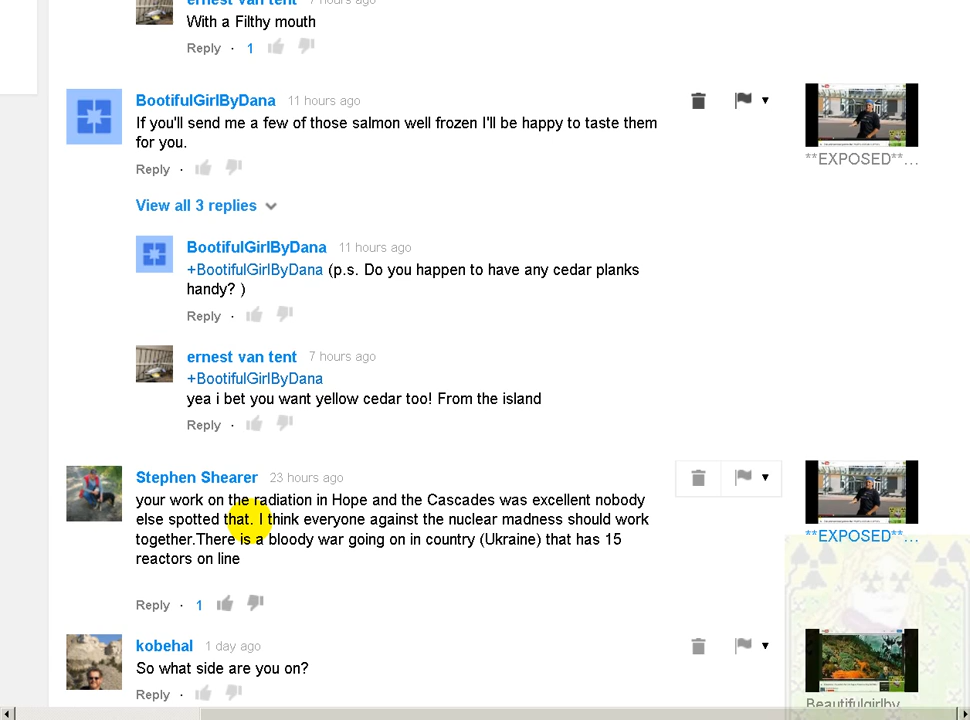 ernest van tent 7 hours ago
With a Filthy mouth
Reply · 1
BootifulGirlByDana 11 hours ago
If you'll send me a few of those salmon well frozen I'll be happy to taste them
for you.
**EXPOSED**...
Reply ·
View all 3 replies
BootifulGirlByDana 11 hours ago
+BootifulGirlByDana (p.s. Do you happen to have any cedar planks
handy? )
Reply ·
ernest van tent 7 hours ago
+BootifulGirlByDana
yea i bet you want yellow cedar too! From the island
Reply ·
Stephen Shearer 23 hours ago
your work on the radiation in Hope and the Cascades was excellent nobody
else spotted that. I think everyone against the nuclear madness should work
together.There is a bloody war going on in country (Ukraine) that has 15
reactors on line
**EXPOSED**...
Reply · 1
kobehal 1 day ago
So what side are you on?
Reply ·
Beautifulgirlby